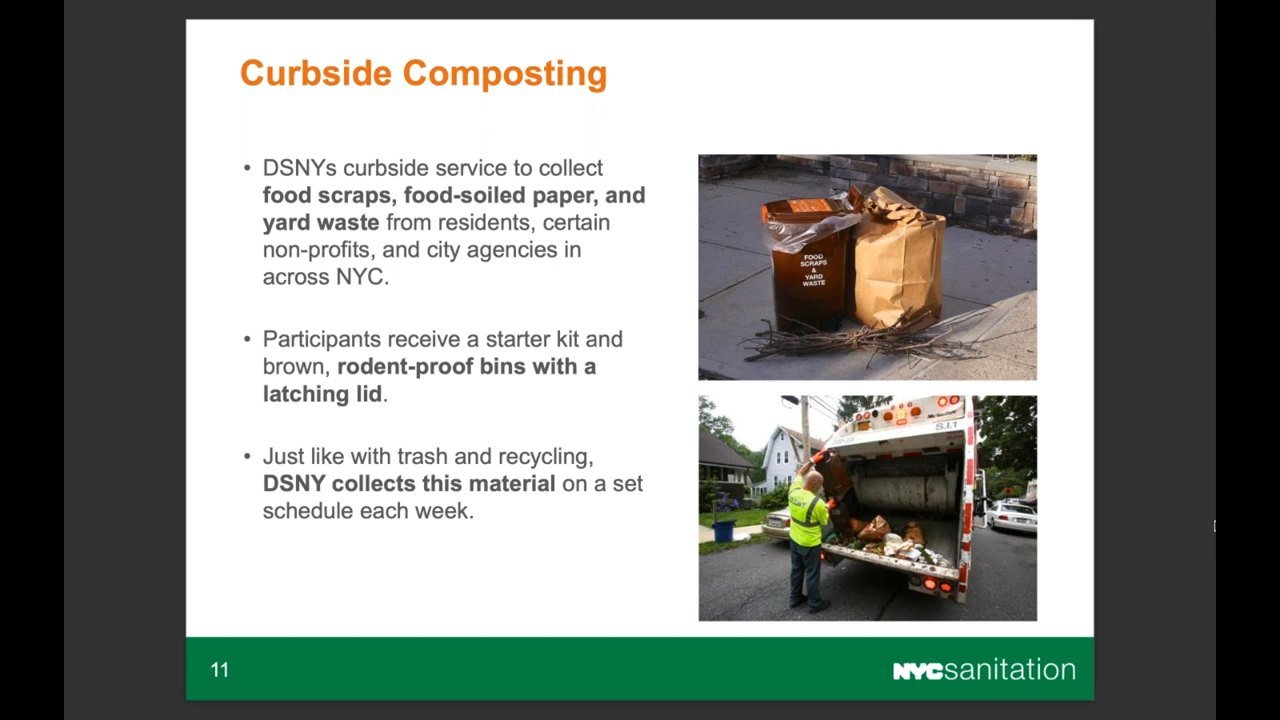 Curbside Composting
• DSNYs curbside service to collect
food scraps, food-soiled paper, and
yard waste from residents, certain
non-profits, and city agencies in
across NYC.
• Participants receive a starter kit and
brown, rodent-proof bins with a
latching lid.
• Just like with trash and recycling,
DSNY collects this material on a set
schedule each week.
FOOD
SCRAPS
&
YARD
WASTE
S.I.1
11
NYCsanitation